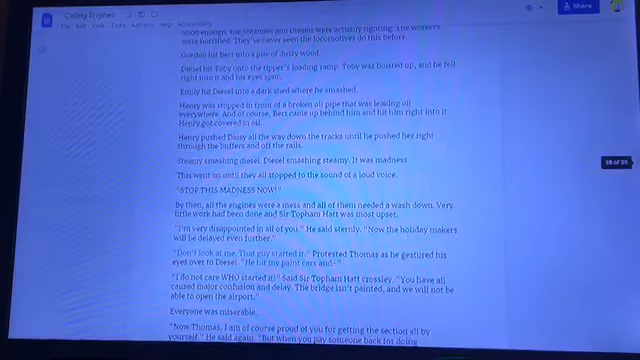 Calling Engines
File Edit View Tools Add-ons Help Accessibility
Share
Good enough, the Steamies and Diesels were actually fighting. The workers
were horrified. They've never seen the locomotives do this before.
Gordon hit Bert into a pile of dusty wood.
Diesel hit Toby onto the tipper's loading ramp. Toby was hoisted up, and he fell
right into it and his eyes spun.
Emily hit Diesel into a dark shed where he smashed.
Henry was stopped in front of a broken oil pipe that was leaking oil
everywhere. And of course, Bert came up behind him and hit him right into it
Henry got covered in oil.
Henry pushed Daisy all the way down the tracks until he pushed her right
through the buffers and off the rails.
Steamy smashing diesel. Diesel smashing steamy. It was madness.
This went on until they all stopped to the sound of a loud voice.
"STOP THIS MADNESS NOW!"
By then, all the engines were a mess and all of them needed a wash down. Very
little work had been done and Sir Topham Hatt was most upset.
"I'm very disappointed in all of you." He said sternly. "Now the holiday makers
will be delayed even further."
"Don't look at me. That guy started it." Protested Thomas as he gestured his
eyes over to Diesel. "He hit my paint cars and-"
"I do not care WHO started it!" Said Sir Topham Hatt crossley. "You have all
caused major confusion and delay. The bridge isn't painted, and we will not be
able to open the airport."
Everyone was miserable.
"Now Thomas, I am of course proud of you for getting the section all by
yourself." He said again. "But when you pay someone back for doing
18 of 39